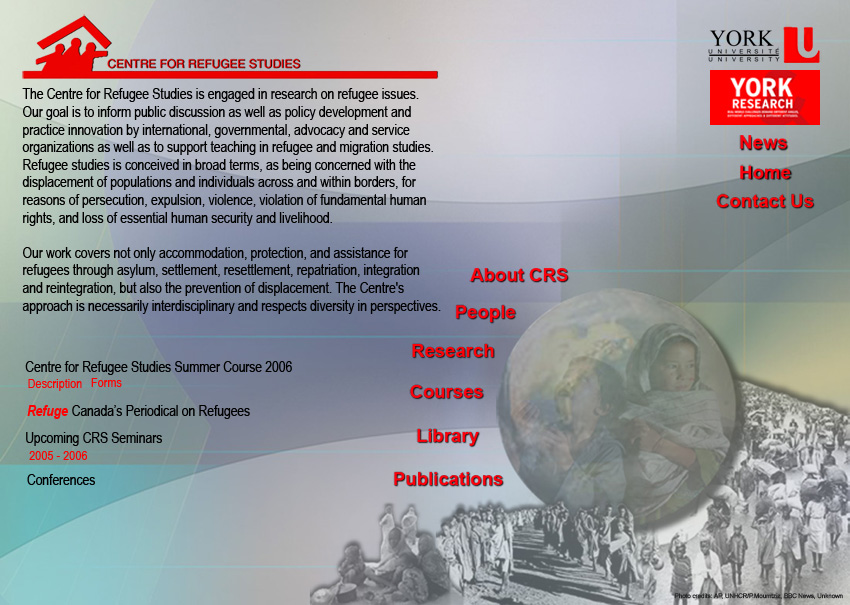 CENTRE FOR REFUGEE STUDIES
YORK
UNIVERSITÉ
UNIVERSITY
YORK
RESEARCH
The Centre for Refugee Studies is engaged in research on refugee issues.
Our goal is to inform public discussion as well as policy development and
practice innovation by international, governmental, advocacy and service
organizations as well as to support teaching in refugee and migration studies.
Refugee studies is conceived in broad terms, as being concerned with the
displacement of populations and individuals across and within borders, for
reasons of persecution, expulsion, violence, violation of fundamental human
rights, and loss of essential human security and livelihood.
Our work covers not only accommodation, protection, and assistance for
refugees through asylum, settlement, resettlement, repatriation, integration
and reintegration, but also the prevention of displacement. The Centre's
approach is necessarily interdisciplinary and respects diversity in perspectives.
News
Home
Contact Us
About CRS
People
Research
Courses
Library
Publications
Centre for Refugee Studies Summer Course 2006
Description Forms
Refuge Canada's Periodical on Refugees
Upcoming CRS Seminars
2005 - 2006
Conferences
Photo credits: AP, UNHCR/P.Moumtzis, BBC News, Unknown